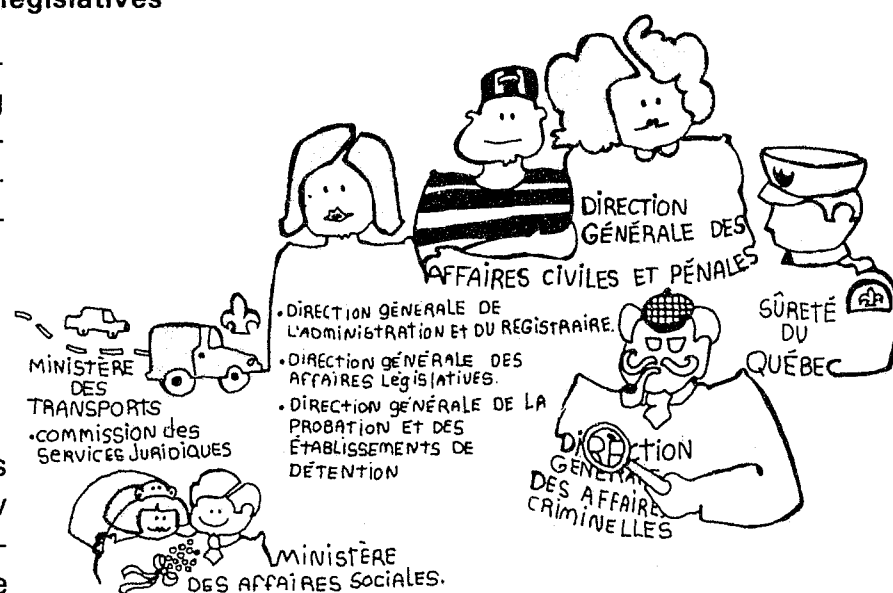 législatives
DIRECTION
GÉNÉRALE DES
AFFAIRES CIVILES ET PÉNALES
• DIRECTION GÉNÉRALE DE
L'ADMINISTRATION ET DU REGISTRAIRE.
• DIRECTION GÉNÉRALE DES
AFFAIRES LÉGISLATIVES.
• DIRECTION GÉNÉRALE DE LA
PROBATION ET DES
ÉTABLISSEMENTS DE
DÉTENTION
SÛRETÉ
DU
QUÉBEC
MINISTÈRE
DES
TRANSPORTS
• COMMISSION des
SERVICES JURIDIQUES
DIRECTION
GÉNÉRALE
DES AFFAIRES
CRIMINELLES
MINISTÈRE
DES AFFAIRES SOCIALES.